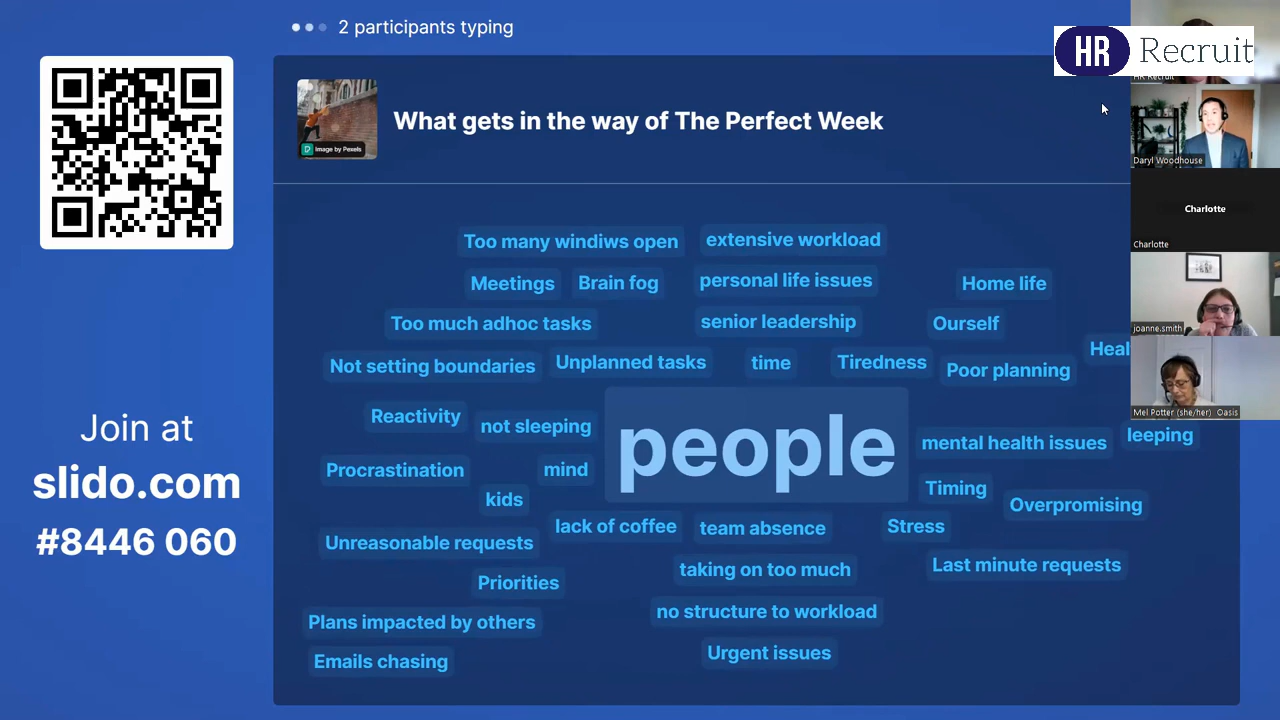 2 participants typing
HR Recruit
HR Recruit
Image by Pexels
What gets in the way of The Perfect Week
Daryl Woodhouse
Charlotte
Charlotte
joanne.smith
Mel Potter (she/her) Oasis
Too many windiws open
extensive workload
Meetings
Brain fog
personal life issues
Home life
Too much adhoc tasks
senior leadership
Ourself
Not setting boundaries
Unplanned tasks
time
Tiredness
Poor planning
Heal
Reactivity
not sleeping
people
mental health issues
leeping
Procrastination
mind
kids
Timing
Overpromising
Unreasonable requests
lack of coffee
team absence
Stress
Priorities
taking on too much
Last minute requests
Plans impacted by others
no structure to workload
Emails chasing
Urgent issues
Join at
slido.com
#8446 060